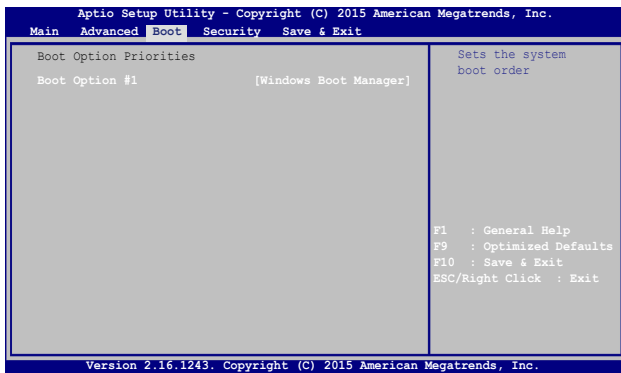 Aptio Setup Utility - Copyright (C) 2015 American Megatrends, Inc.
Main Advanced Boot Security Save & Exit
Boot Option Priorities
Boot Option #1 [Windows Boot Manager]
Sets the system
boot order
F1 : General Help
F9 : Optimized Defaults
F10 : Save & Exit
ESC/Right Click : Exit
Version 2.16.1243. Copyright (C) 2015 American Megatrends, Inc.